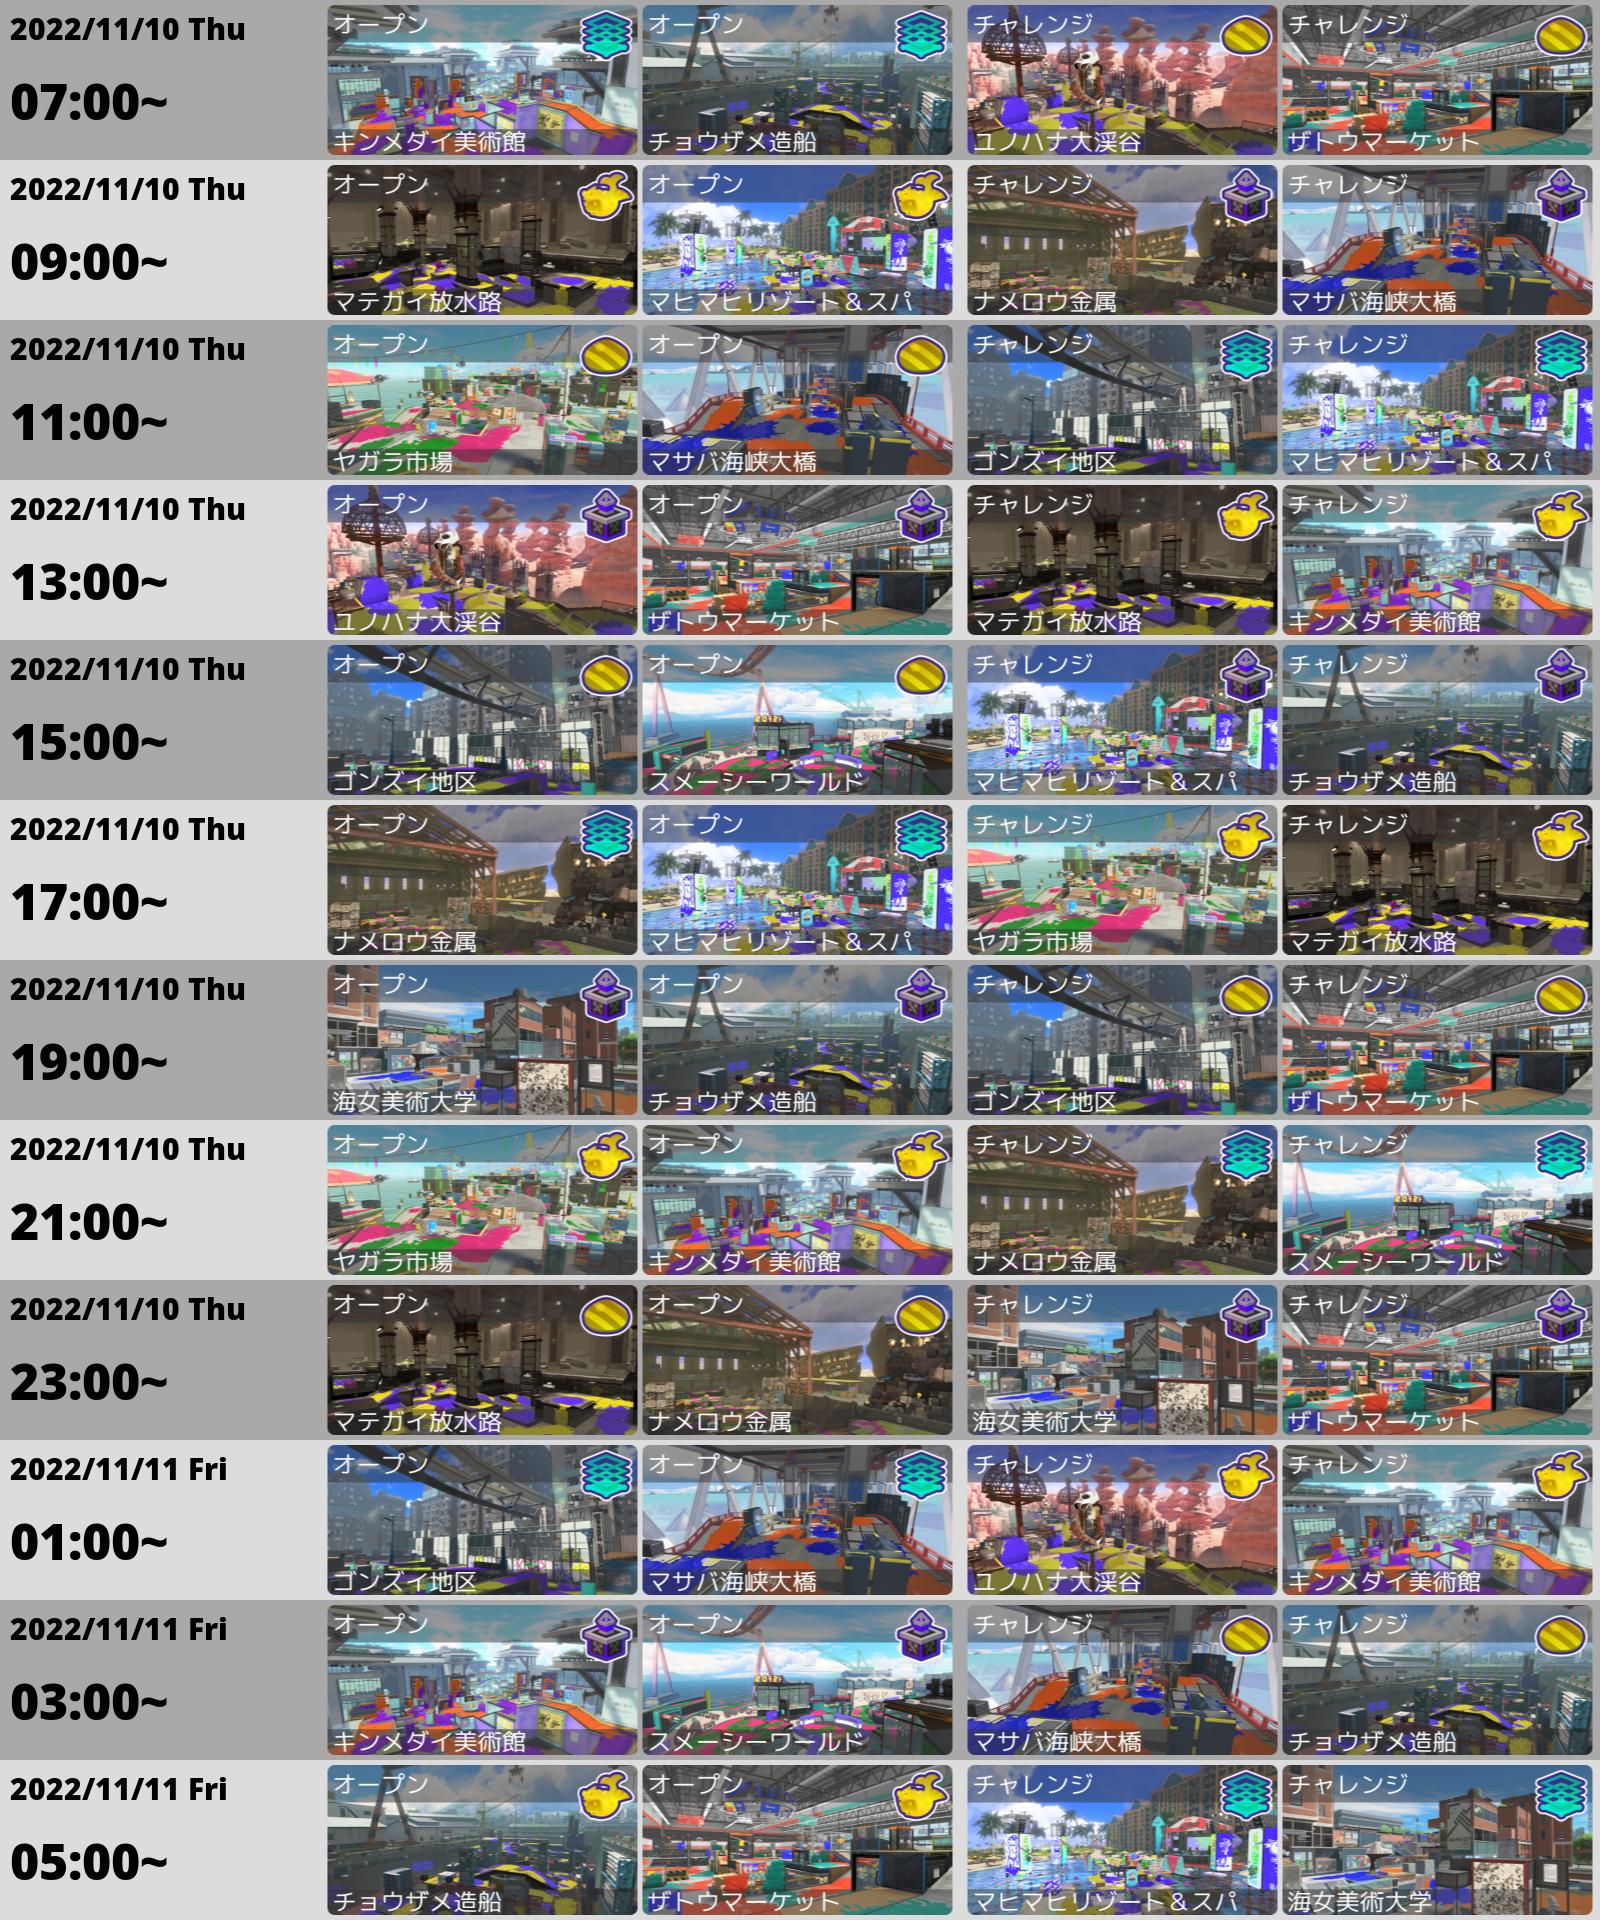 2022/11/10 Thu
07:00~
オープン
キンメダイ美術館
オープン
チョウザメ造船
チャレンジ
ユノハナ大渓谷
チャレンジ
ザトウマーケット
2022/11/10 Thu
09:00~
オープン
マテガイ放水路
オープン
マヒマヒリゾート＆スパ
チャレンジ
ナメロウ金属
チャレンジ
マサバ海峡大橋
2022/11/10 Thu
11:00~
オープン
ヤガラ市場
オープン
マサバ海峡大橋
チャレンジ
ゴンズイ地区
チャレンジ
マヒマヒリゾート＆スパ
2022/11/10 Thu
13:00~
オープン
ユノハナ大渓谷
オープン
ザトウマーケット
チャレンジ
マテガイ放水路
チャレンジ
キンメダイ美術館
2022/11/10 Thu
15:00~
オープン
ゴンズイ地区
オープン
スメーシーワールド
チャレンジ
マヒマヒリゾート＆スパ
チャレンジ
チョウザメ造船
2022/11/10 Thu
17:00~
オープン
ナメロウ金属
オープン
マヒマヒリゾート＆スパ
チャレンジ
ヤガラ市場
チャレンジ
マテガイ放水路
2022/11/10 Thu
19:00~
オープン
海女美術大学
オープン
チョウザメ造船
チャレンジ
ゴンズイ地区
チャレンジ
ザトウマーケット
2022/11/10 Thu
21:00~
オープン
ヤガラ市場
オープン
キンメダイ美術館
チャレンジ
ナメロウ金属
チャレンジ
スメーシーワールド
2022/11/10 Thu
23:00~
オープン
マテガイ放水路
オープン
ナメロウ金属
チャレンジ
海女美術大学
チャレンジ
ザトウマーケット
2022/11/11 Fri
01:00~
オープン
ゴンズイ地区
オープン
マサバ海峡大橋
チャレンジ
ユノハナ大渓谷
チャレンジ
キンメダイ美術館
2022/11/11 Fri
03:00~
オープン
キンメダイ美術館
オープン
スメーシーワールド
チャレンジ
マサバ海峡大橋
チャレンジ
チョウザメ造船
2022/11/11 Fri
05:00~
オープン
チョウザメ造船
オープン
ザトウマーケット
チャレンジ
マヒマヒリゾート＆スパ
チャレンジ
海女美術大学